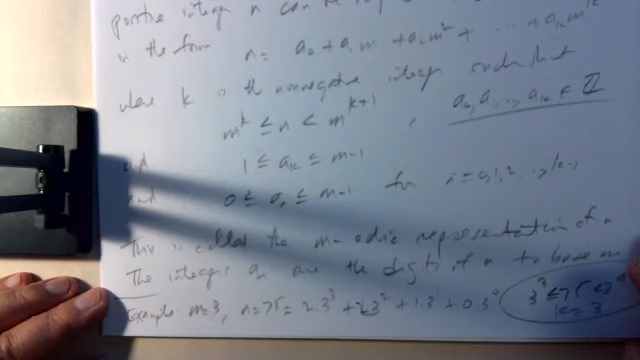 positive integer n can be
in the form n = a₀ + a₁m + a₂m² + ⋯ + aₖmᵏ
where k is the nonnegative integer such that
mᵏ ≤ n < mᵏ⁺¹ , a₀, a₁, .., aₖ ∈ ℤ
and 1 ≤ aₖ ≤ m-1
and 0 ≤ aᵢ ≤ m-1 for i = 0,1,2...,k-1
This is called the m-adic representation of n
The integers are the digits of n to base m
Example: m=3, n=75 = 2.3³ + 2.3² + 1.3¹ + 0.3⁰
3³ ≤ 75 < 3⁴
k = 3